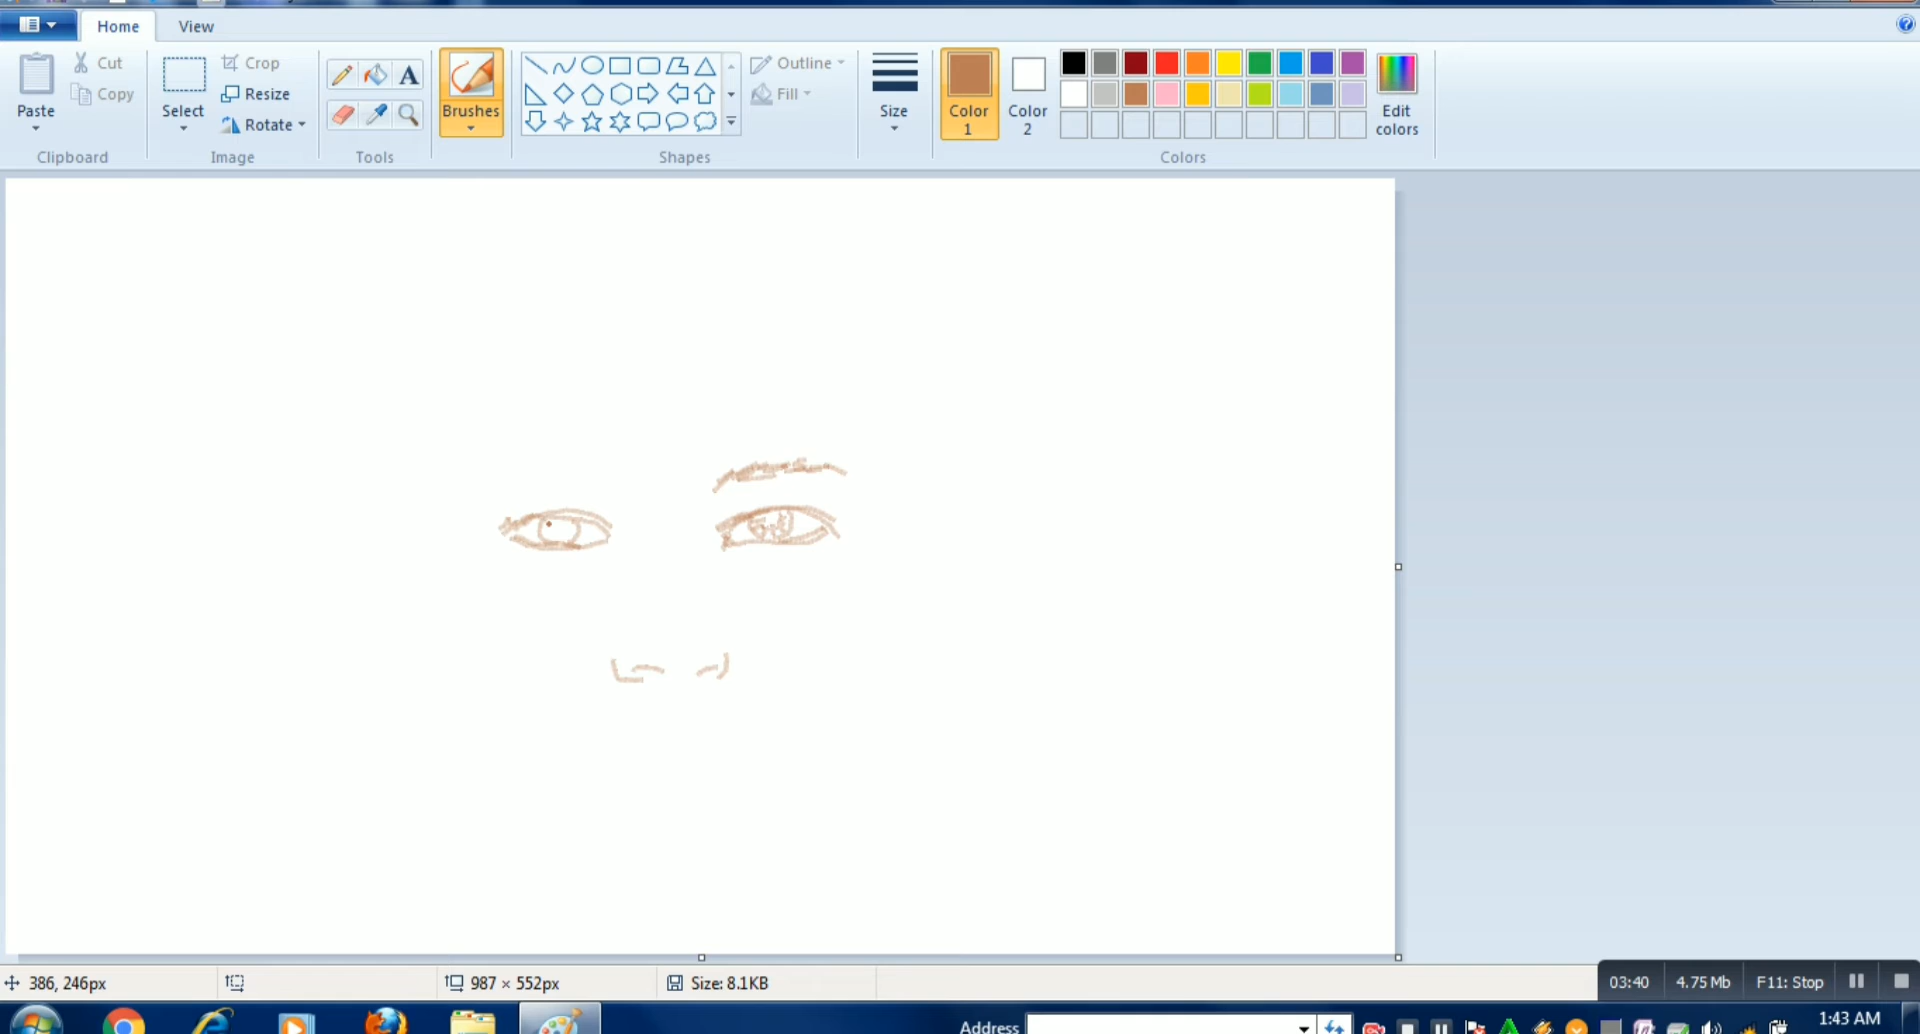 Home View
Cut
Copy
Paste
Clipboard
Select
Crop
Resize
Rotate
Image
A
Tools
Brushes
Outline
Fill
Shapes
Size
Color 1
Color 2
Edit colors
Colors
386, 246px
987 × 552px
Size: 8.1KB
03:40
4.75 Mb
F11: Stop
Address
1:43 AM